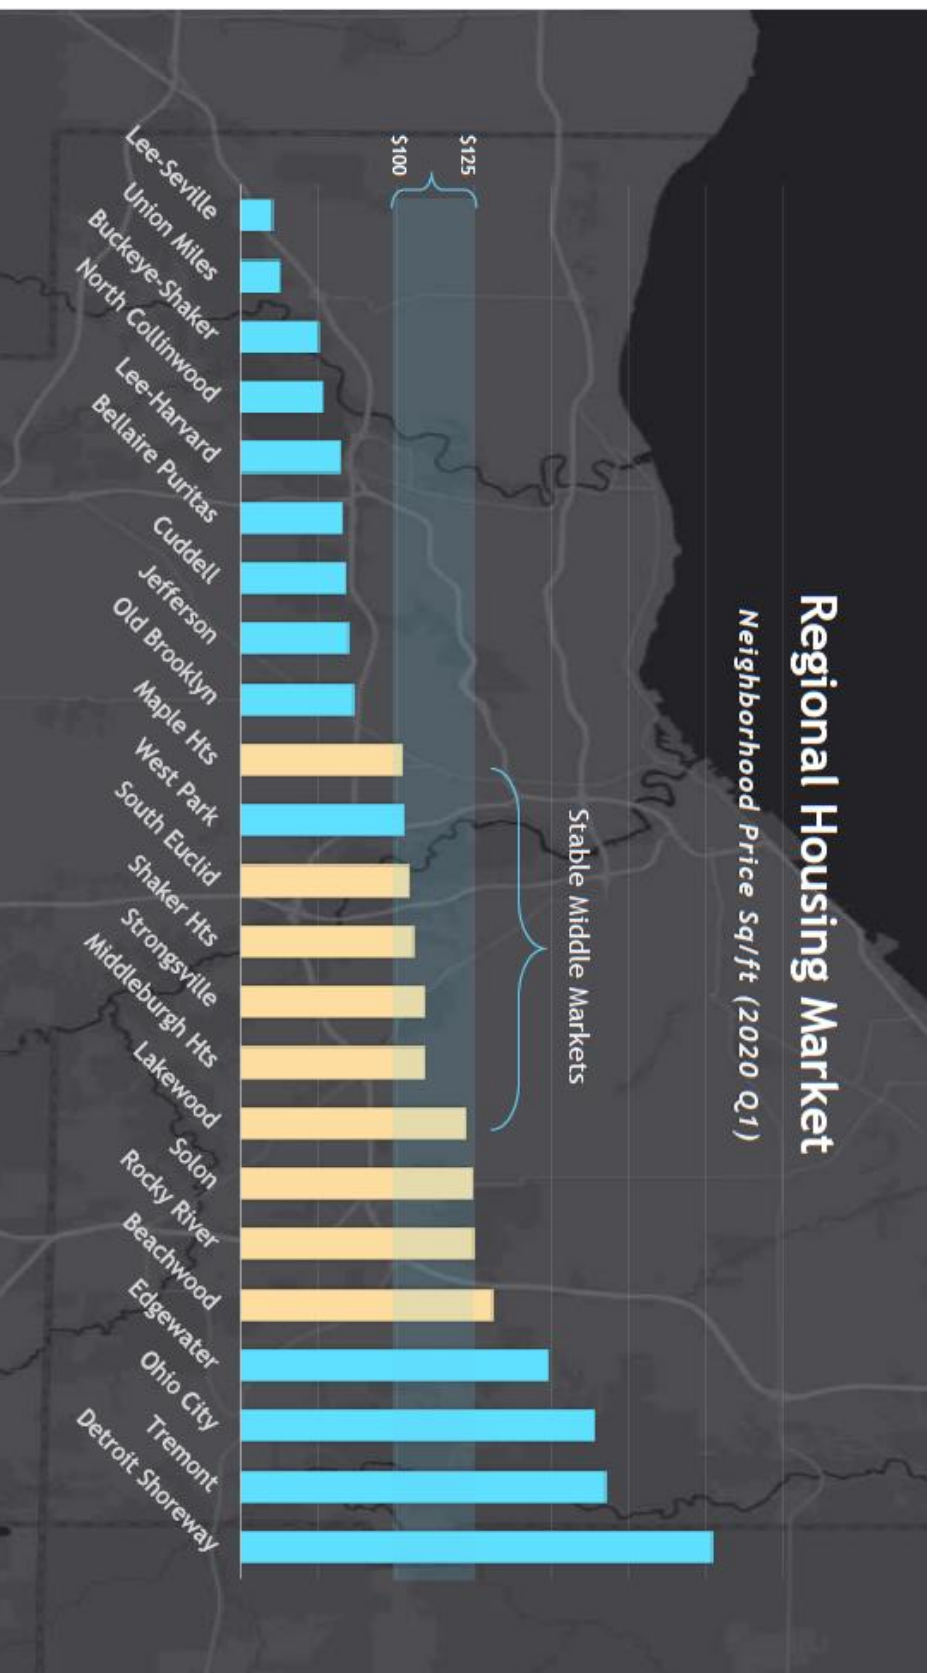 Regional Housing Market
Neighborhood Price Sq/ft (2020 Q1)
Stable Middle Markets
$125
$100
Lee-Seville
Union Miles
Buckeye-Shaker
North Collinwood
Lee-Harvard
Bellaire Puritas
Cuddell
Jefferson
Old Brooklyn
Maple Hts
West Park
South Euclid
Shaker Hts
Strongsville
Middleburgh Hts
Lakewood
Solon
Rocky River
Beachwood
Edgewater
Ohio City
Tremont
Detroit Shoreway